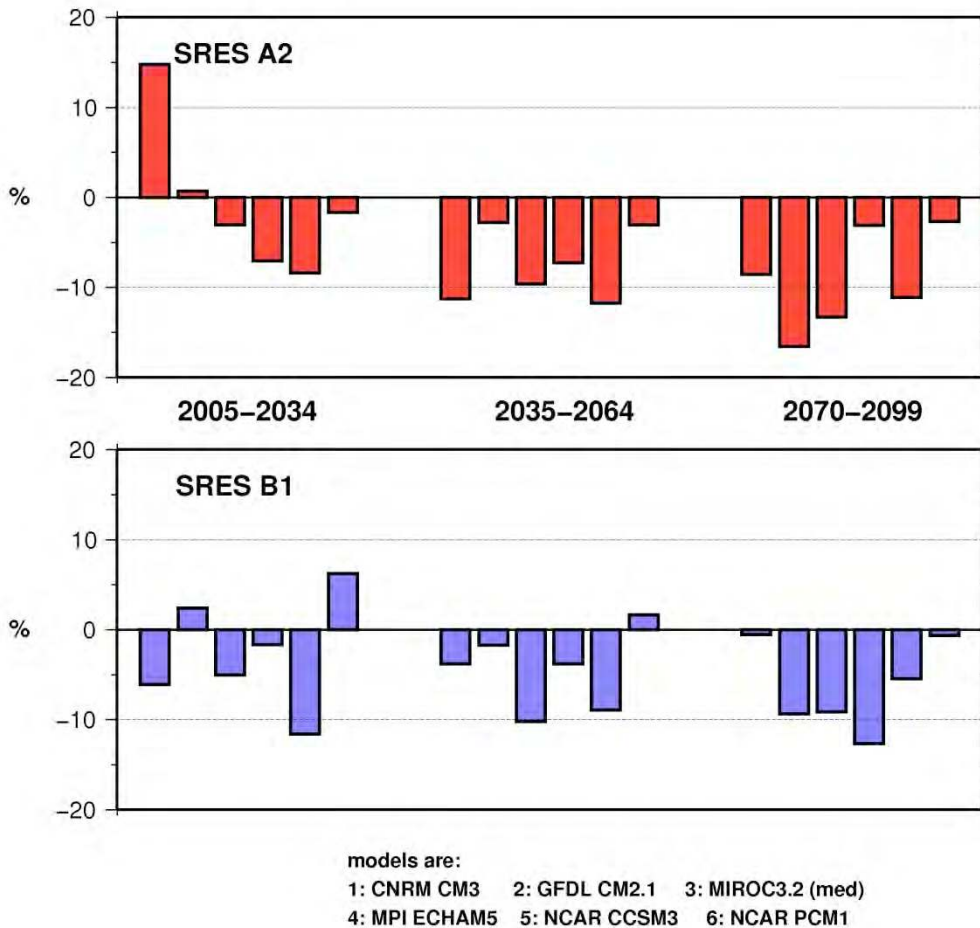 20
SRES A2
10
%
0
−10
−20
2005−2034 2035−2064 2070−2099
20
SRES B1
10
%
0
−10
−20
models are:
1: CNRM CM3 2: GFDL CM2.1 3: MIROC3.2 (med)
4: MPI ECHAM5 5: NCAR CCSM3 6: NCAR PCM1